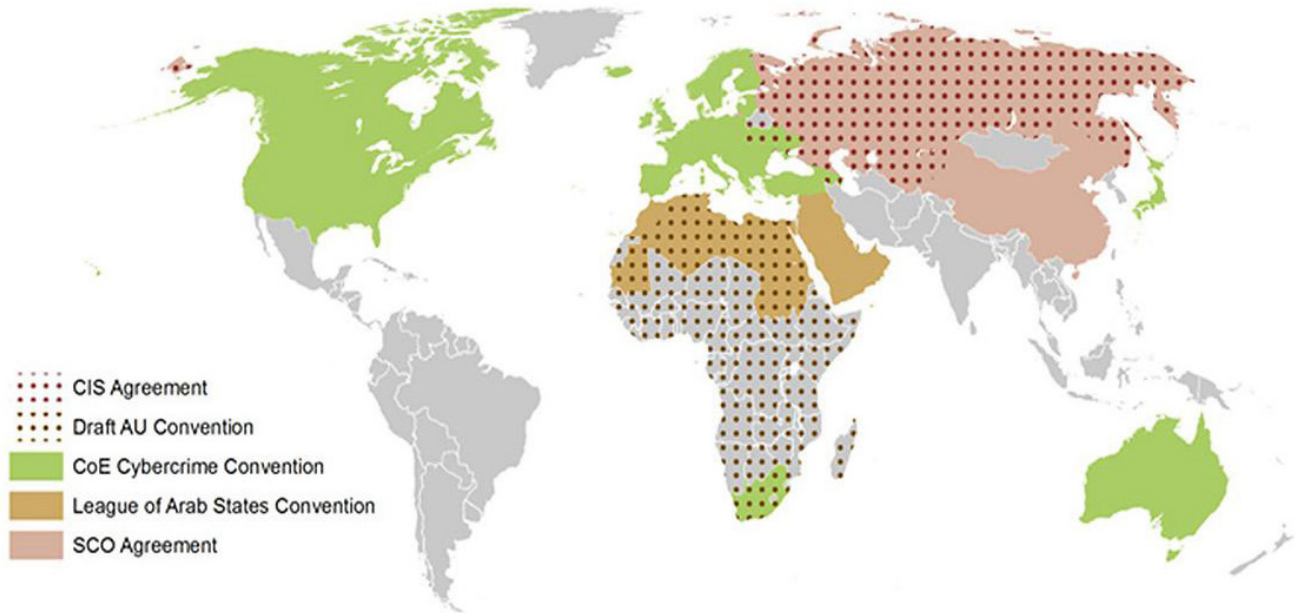 CIS Agreement
Draft AU Convention
CoE Cybercrime Convention
League of Arab States Convention
SCO Agreement